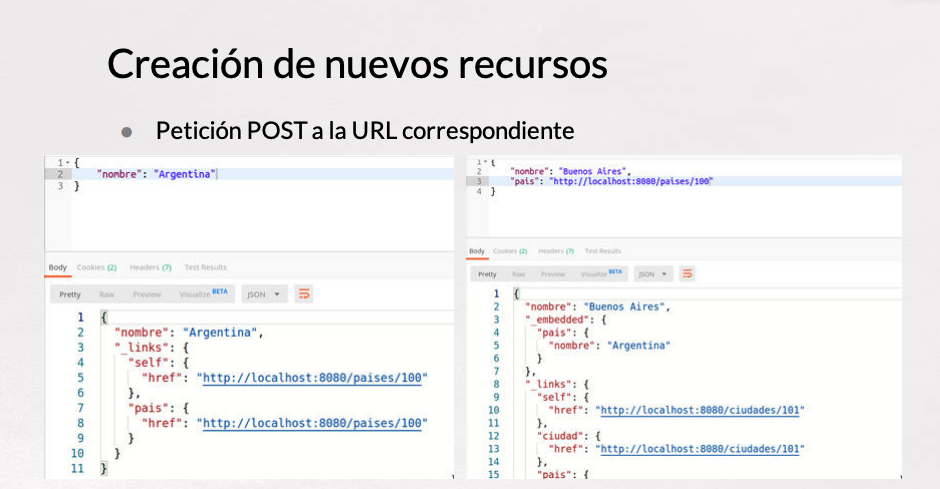 Creación de nuevos recursos
● Petición POST a la URL correspondiente
1 {
2 "nombre": "Argentina"
3 }
Body Cookies (2) Headers (7) Test Results
Pretty Raw Preview Visualize BETA JSON
1 {
2 "nombre": "Argentina",
3 "_links": {
4 "self": {
5 "href": "http://localhost:8080/paises/100"
6 },
7 "pais": {
8 "href": "http://localhost:8080/paises/100"
9 }
10 }
11 }
1 {
2 "nombre": "Buenos Aires",
3 "pais": "http://localhost:8080/paises/100"
4 }
Body Cookies (2) Headers (7) Test Results
Pretty Raw Preview Visualize BETA JSON
1 {
2 "nombre": "Buenos Aires",
3 "_embedded": {
4 "pais": {
5 "nombre": "Argentina"
6 }
7 },
8 "_links": {
9 "self": {
10 "href": "http://localhost:8080/ciudades/101"
11 },
12 "ciudad": {
13 "href": "http://localhost:8080/ciudades/101"
14 },
15 "pais": {